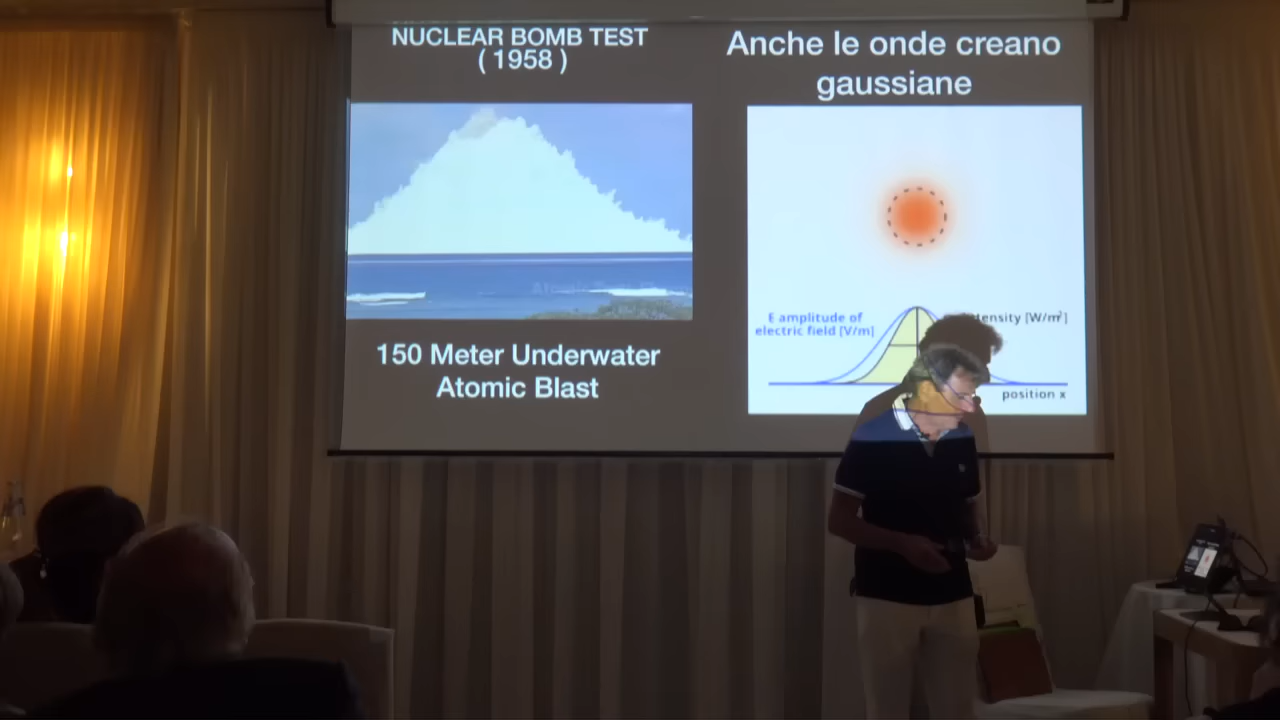 NUCLEAR BOMB TEST
( 1958 )
150 Meter Underwater
Atomic Blast
Anche le onde creano
gaussiane
E amplitude of
electric field [V/m]
[W/m²]
position x